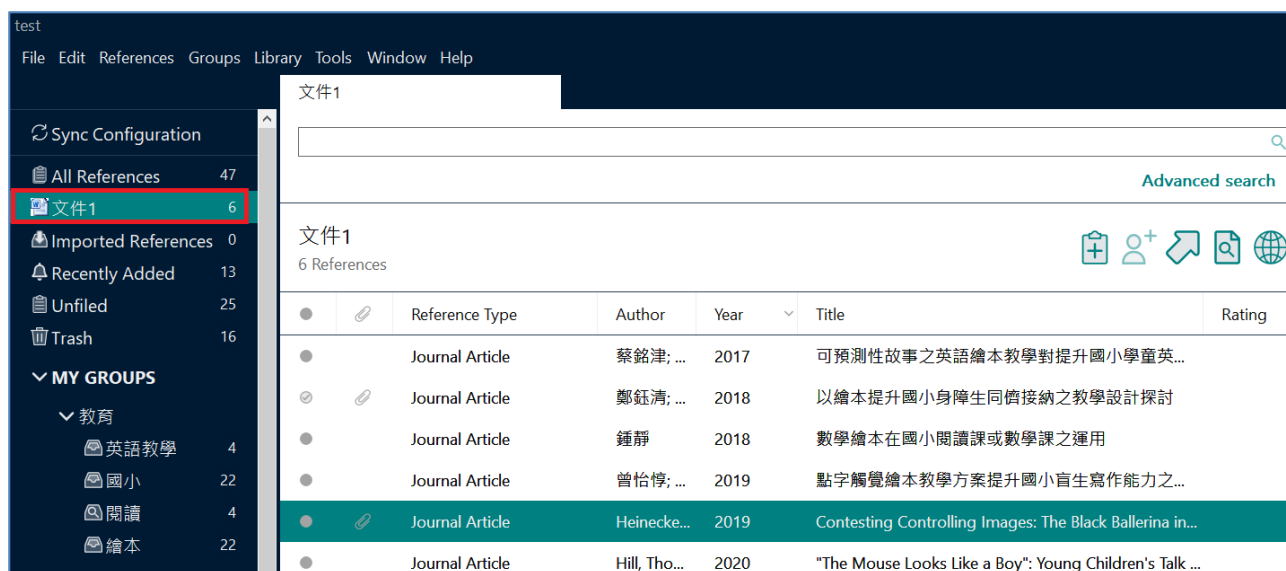 test
File Edit References Groups Library Tools Window Help
文件1
Sync Configuration
All References 47
文件1 6
Imported References 0
Recently Added 13
Unfiled 25
Trash 16
MY GROUPS
教育
英語教學 4
國小 22
閱讀 4
繪本 22
Advanced search
文件1
6 References
Reference Type Author Year Title Rating
Journal Article 蔡銘津; ... 2017 可預測性故事之英語繪本教學對提升國小學童英...
Journal Article 鄭鈺清; ... 2018 以繪本提升國小身障生同儕接納之教學設計探討
Journal Article 鍾靜 2018 數學繪本在國小閱讀課或數學課之運用
Journal Article 曾怡惇; ... 2019 點字觸覺繪本教學方案提升國小盲生寫作能力之...
Journal Article Heinecke... 2019 Contesting Controlling Images: The Black Ballerina in...
Journal Article Hill, Tho... 2020 "The Mouse Looks Like a Boy": Young Children's Talk ...